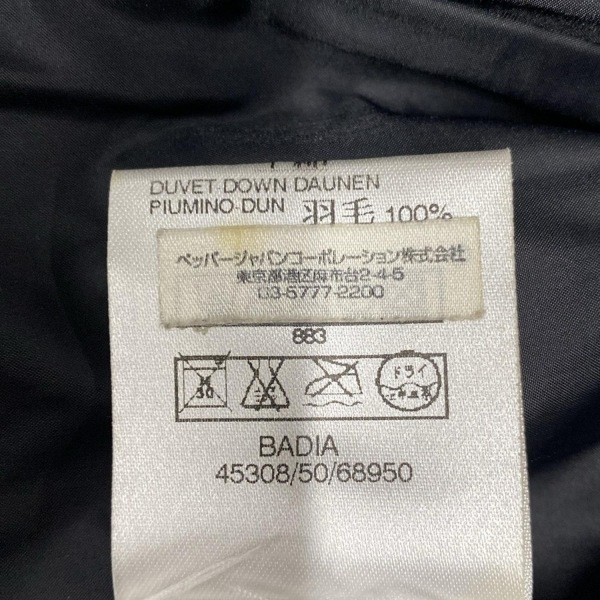 DUVET DOWN DAUNEN
PIUMINO DUN 羽毛 100%
ペッパージャパンコーポレーション株式会社
東京都港区麻布台2-4-5
03-5777-2200
883
ドライ
BADIA
45308/50/68950